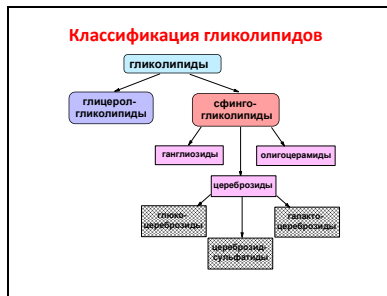 Классификация гликолипидов
гликолипиды
глицерол-
гликолипиды
сфинго-
гликолипиды
ганглиозиды
олигоцерамиды
цереброзиды
глюко-
цереброзиды
галакто-
цереброзиды
цереброзид-
сульфатиды